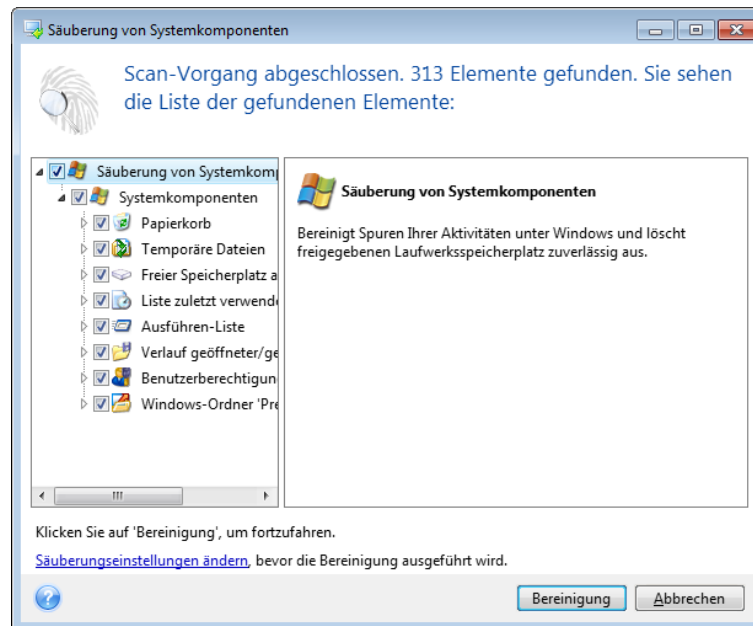 Säuberung von Systemkomponenten
Scan-Vorgang abgeschlossen. 313 Elemente gefunden. Sie sehen
die Liste der gefundenen Elemente:
Säuberung von Systemkom
Systemkomponenten
Papierkorb
Temporäre Dateien
Freier Speicherplatz a
Liste zuletzt verwend
Ausführen-Liste
Verlauf geöffneter/ge
Benutzerberechtigun
Windows-Ordner 'Pre
Säuberung von Systemkomponenten
Bereinigt Spuren Ihrer Aktivitäten unter Windows und löscht
freigegebenen Laufwerksspeicherplatz zuverlässig aus.
Klicken Sie auf 'Bereinigung', um fortzufahren.
Säuberungseinstellungen ändern, bevor die Bereinigung ausgeführt wird.
Bereinigung
Abbrechen